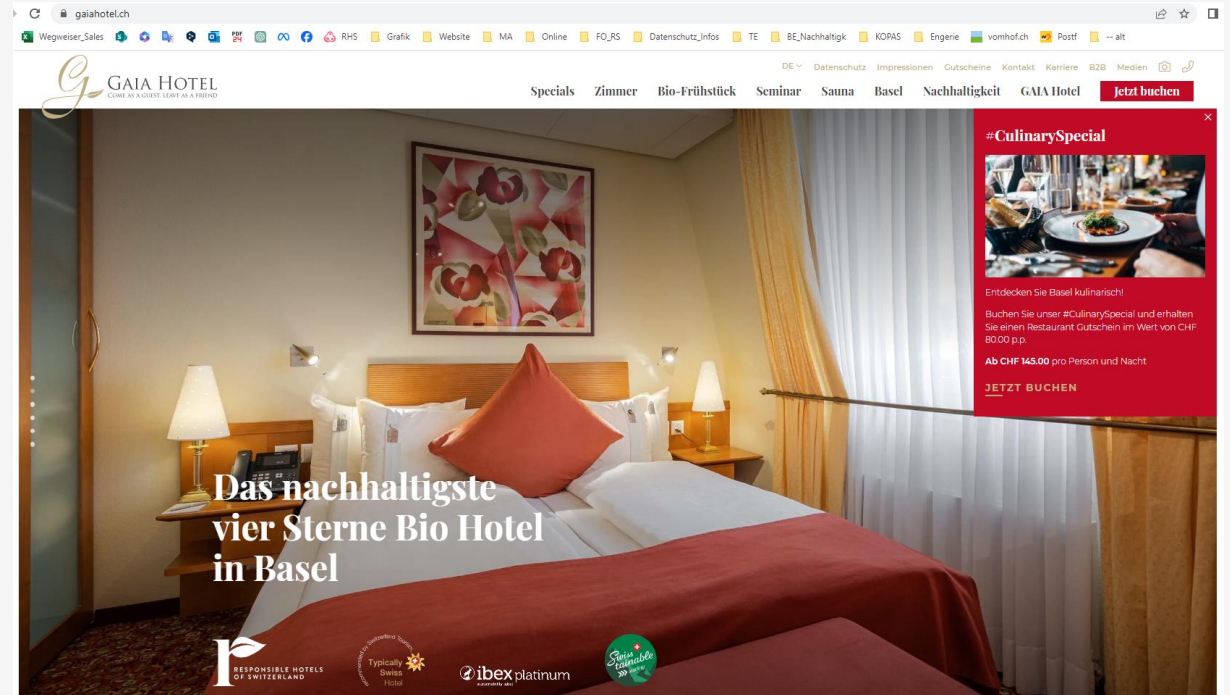 gaiahotel.ch
Wegweiser_Sales
PDF
24
RHS
Grafik
Website
MA
Online
FO_RS
Datenschutz_Infos
TE
BE_Nachhaltigk
KOPAS
Engerie
vomhof.ch
Postf
-- alt
GAIA HOTEL
COME AS A GUEST. LEAVE AS A FRIEND
DE Datenschutz Impressionen Gutscheine Kontakt Karriere B2B Medien
Specials Zimmer Bio-Frühstück Seminar Sauna Basel Nachhaltigkeit GAIA Hotel Jetzt buchen
#CulinarySpecial
Entdecken Sie Basel kulinarisch!
Buchen Sie unser #CulinarySpecial und erhalten
Sie einen Restaurant Gutschein im Wert von CHF
80.00 p.p.
Ab CHF 145.00 pro Person und Nacht
JETZT BUCHEN
Das nachhaltigste
vier Sterne Bio Hotel
in Basel
RESPONSIBLE HOTELS
OF SWITZERLAND
Typically
Swiss
Hotel
ibex platinum
Swiss
tainable